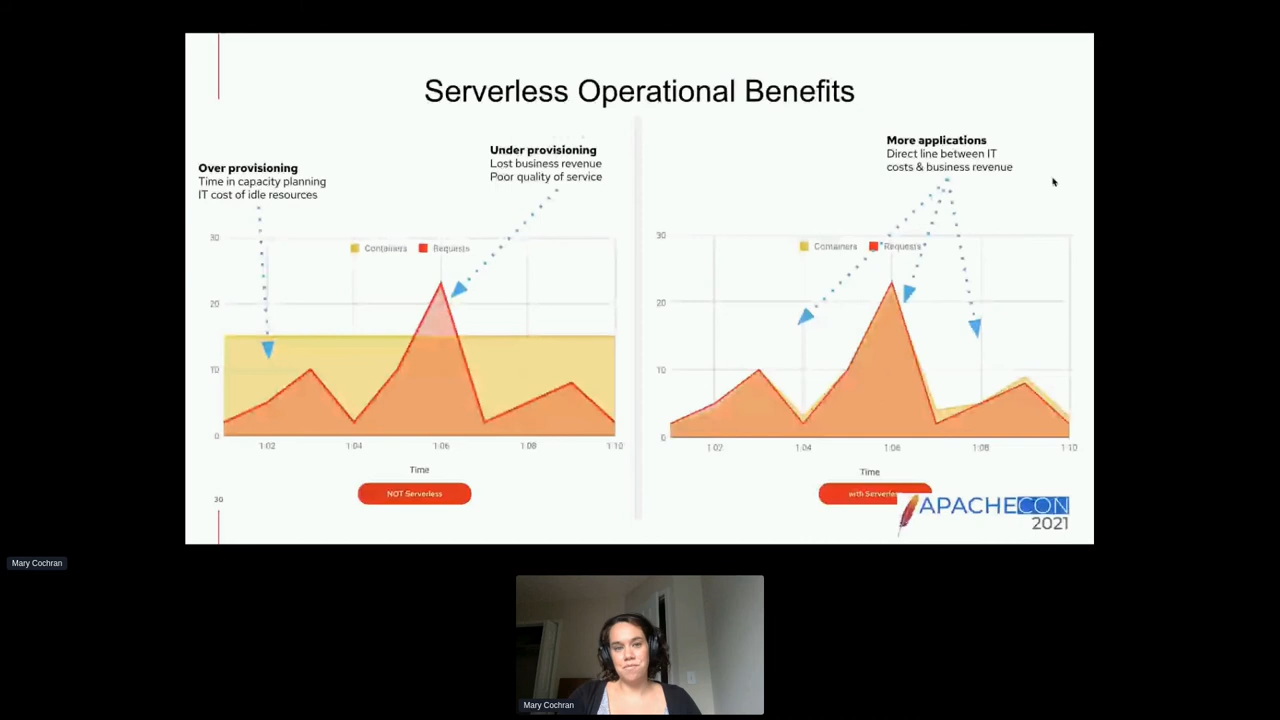 Serverless Operational Benefits
Over provisioning
Time in capacity planning
IT cost of idle resources
Under provisioning
Lost business revenue
Poor quality of service
30
Containers Requests
20
10
0
1:02 1:04 1:06 1:08 1:10
Time
NOT Serverless
30
More applications
Direct line between IT
costs & business revenue
30
Containers Requests
20
10
0
1:02 1:04 1:06 1:08 1:10
Time
with Serverless
APACHECON
2021
Mary Cochran
Mary Cochran